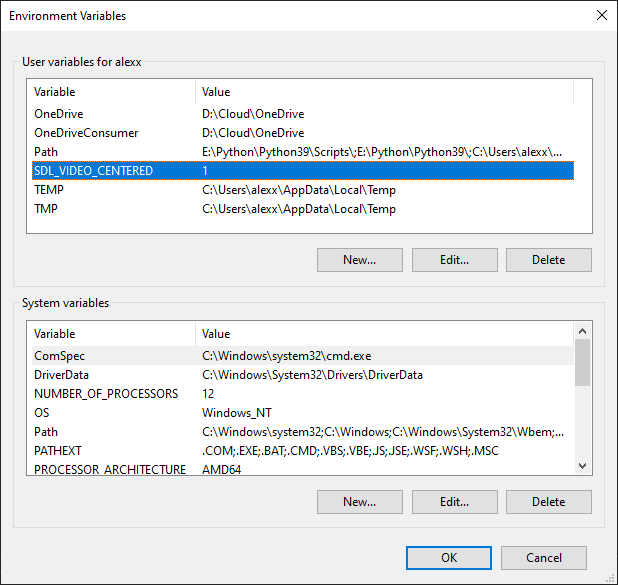 Environment Variables
User variables for alexx
Variable Value
OneDrive D:\Cloud\OneDrive
OneDriveConsumer D:\Cloud\OneDrive
Path E:\Python\Python39\Scripts\;E:\Python\Python39\;C:\Users\alexx\...
SDL_VIDEO_CENTERED 1
TEMP C:\Users\alexx\AppData\Local\Temp
TMP C:\Users\alexx\AppData\Local\Temp
New... Edit... Delete
System variables
Variable Value
ComSpec C:\Windows\system32\cmd.exe
DriverData C:\Windows\System32\Drivers\DriverData
NUMBER_OF_PROCESSORS 12
OS Windows_NT
Path C:\Windows\system32;C:\Windows;C:\Windows\System32\Wbem;...
PATHEXT .COM;.EXE;.BAT;.CMD;.VBS;.VBE;.JS;.JSE;.WSF;.WSH;.MSC
PROCESSOR_ARCHITECTURE AMD64
New... Edit... Delete
OK Cancel